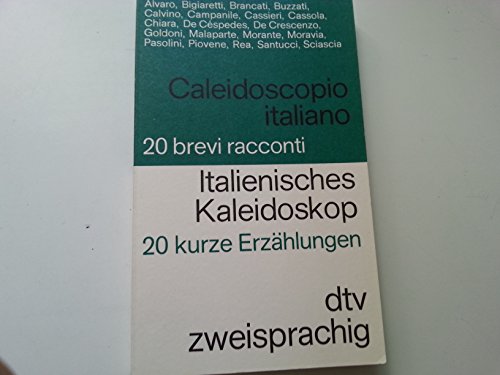 Alvaro, Bigiaretti, Brancati, Buzzati,
Calvino, Campanile, Cassieri, Cassola,
Chiara, De Céspedes, De Crescenzo,
Goldoni, Malaparte, Morante, Moravia,
Pasolini, Piovene, Rea, Santucci, Sciascia
Caleidoscopio
italiano
20 brevi racconti
Italienisches
Kaleidoskop
20 kurze Erzählungen
dtv
zweisprachig